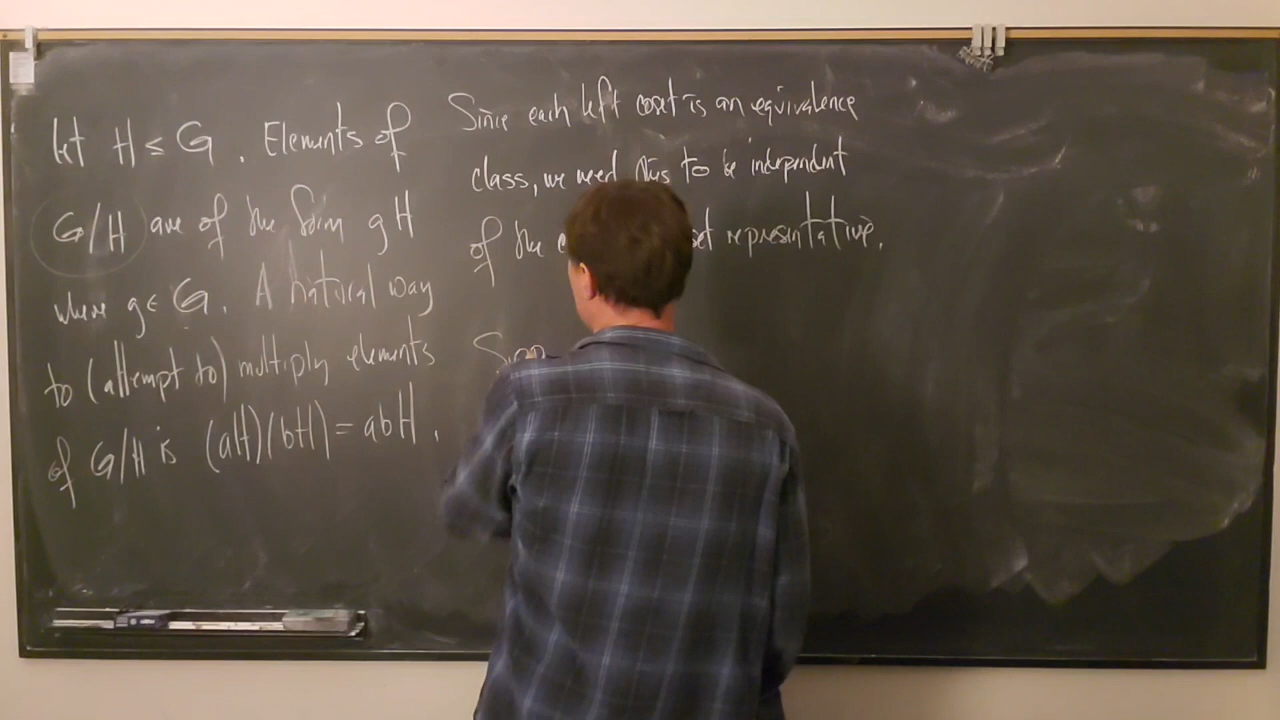 let H ≤ G. Elements of
G/H are of the form gH
where g ∈ G. A natural way
to (attempt to) multiply elements
of G/H is (aH)(bH) = abH.
Since each left coset is an equivalence
class, we need this to be independent
of the representative.